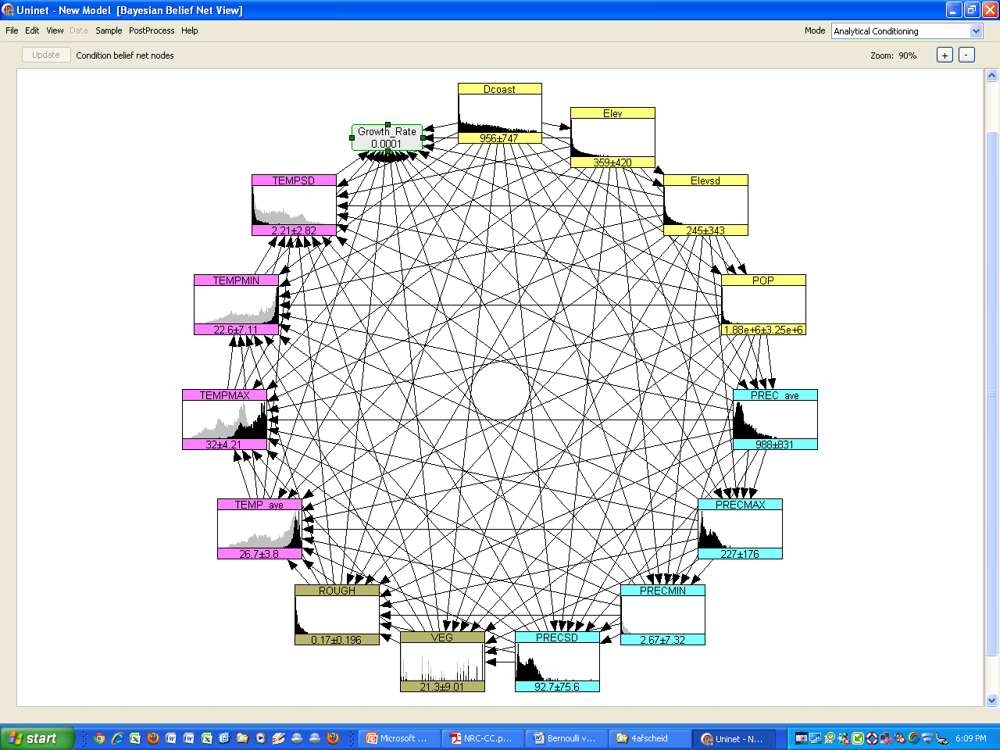 Uninet - New Model [Bayesian Belief Net View]
File Edit View Data Sample PostProcess Help
Mode Analytical Conditioning
Update Condition belief net nodes
Zoom: 90% + -
Dcoast
956±747
Elev
359±420
Growth_Rate
0.0001
TEMPSD
2.21±2.82
Elevsd
245±343
TEMPMIN
22.6±7.11
POP
1.88e+6±3.25e+6
TEMPMAX
32±4.21
PREC_ave
988±831
TEMP_ave
26.7±3.8
PRECMAX
227±176
ROUGH
0.17±0.196
PRECMIN
2.67±7.32
VEG
21.3±9.01
PRECSD
92.7±75.6
start
Microsoft ...
NRC-CC.p...
Bernoulli v...
4afscheid
Uninet - N...
6:09 PM